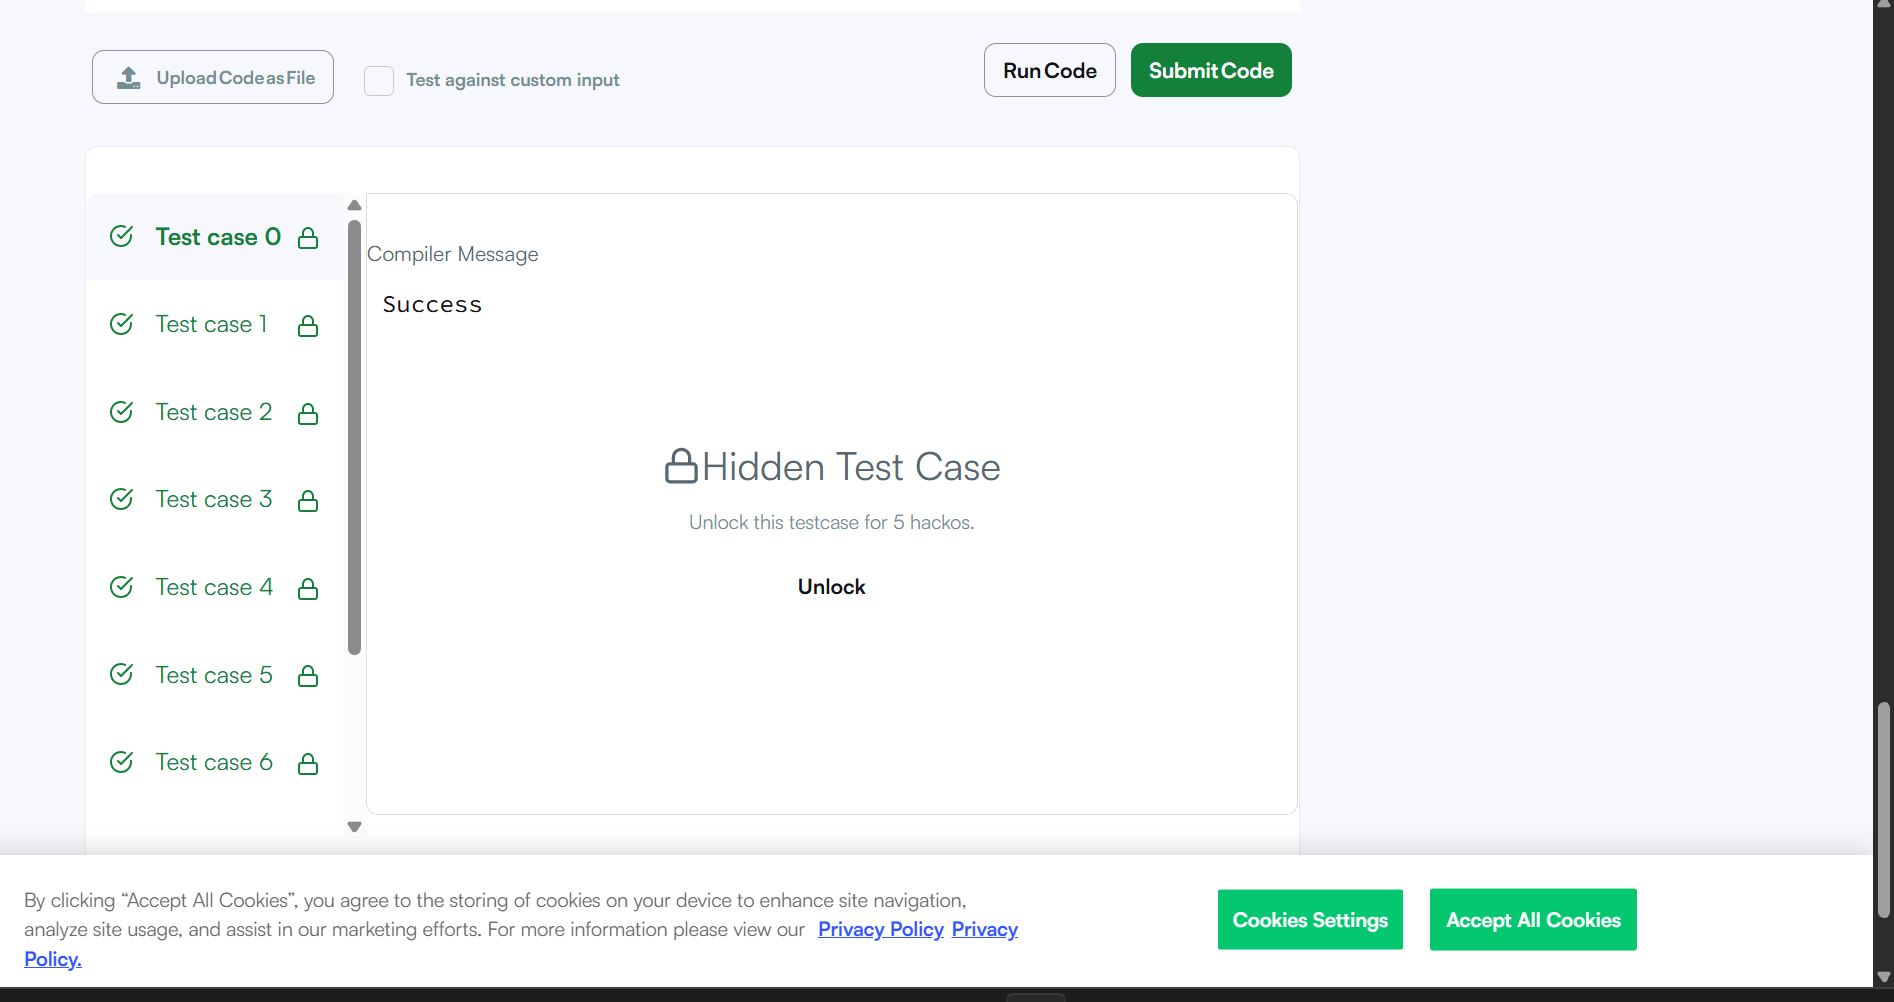 Upload Code as File
Test against custom input
Run Code
Submit Code
Test case 0
Test case 1
Test case 2
Test case 3
Test case 4
Test case 5
Test case 6
Compiler Message
Success
Hidden Test Case
Unlock this testcase for 5 hackos.
Unlock
By clicking “Accept All Cookies”, you agree to the storing of cookies on your device to enhance site navigation,
analyze site usage, and assist in our marketing efforts. For more information please view our Privacy Policy Privacy
Policy.
Cookies Settings
Accept All Cookies